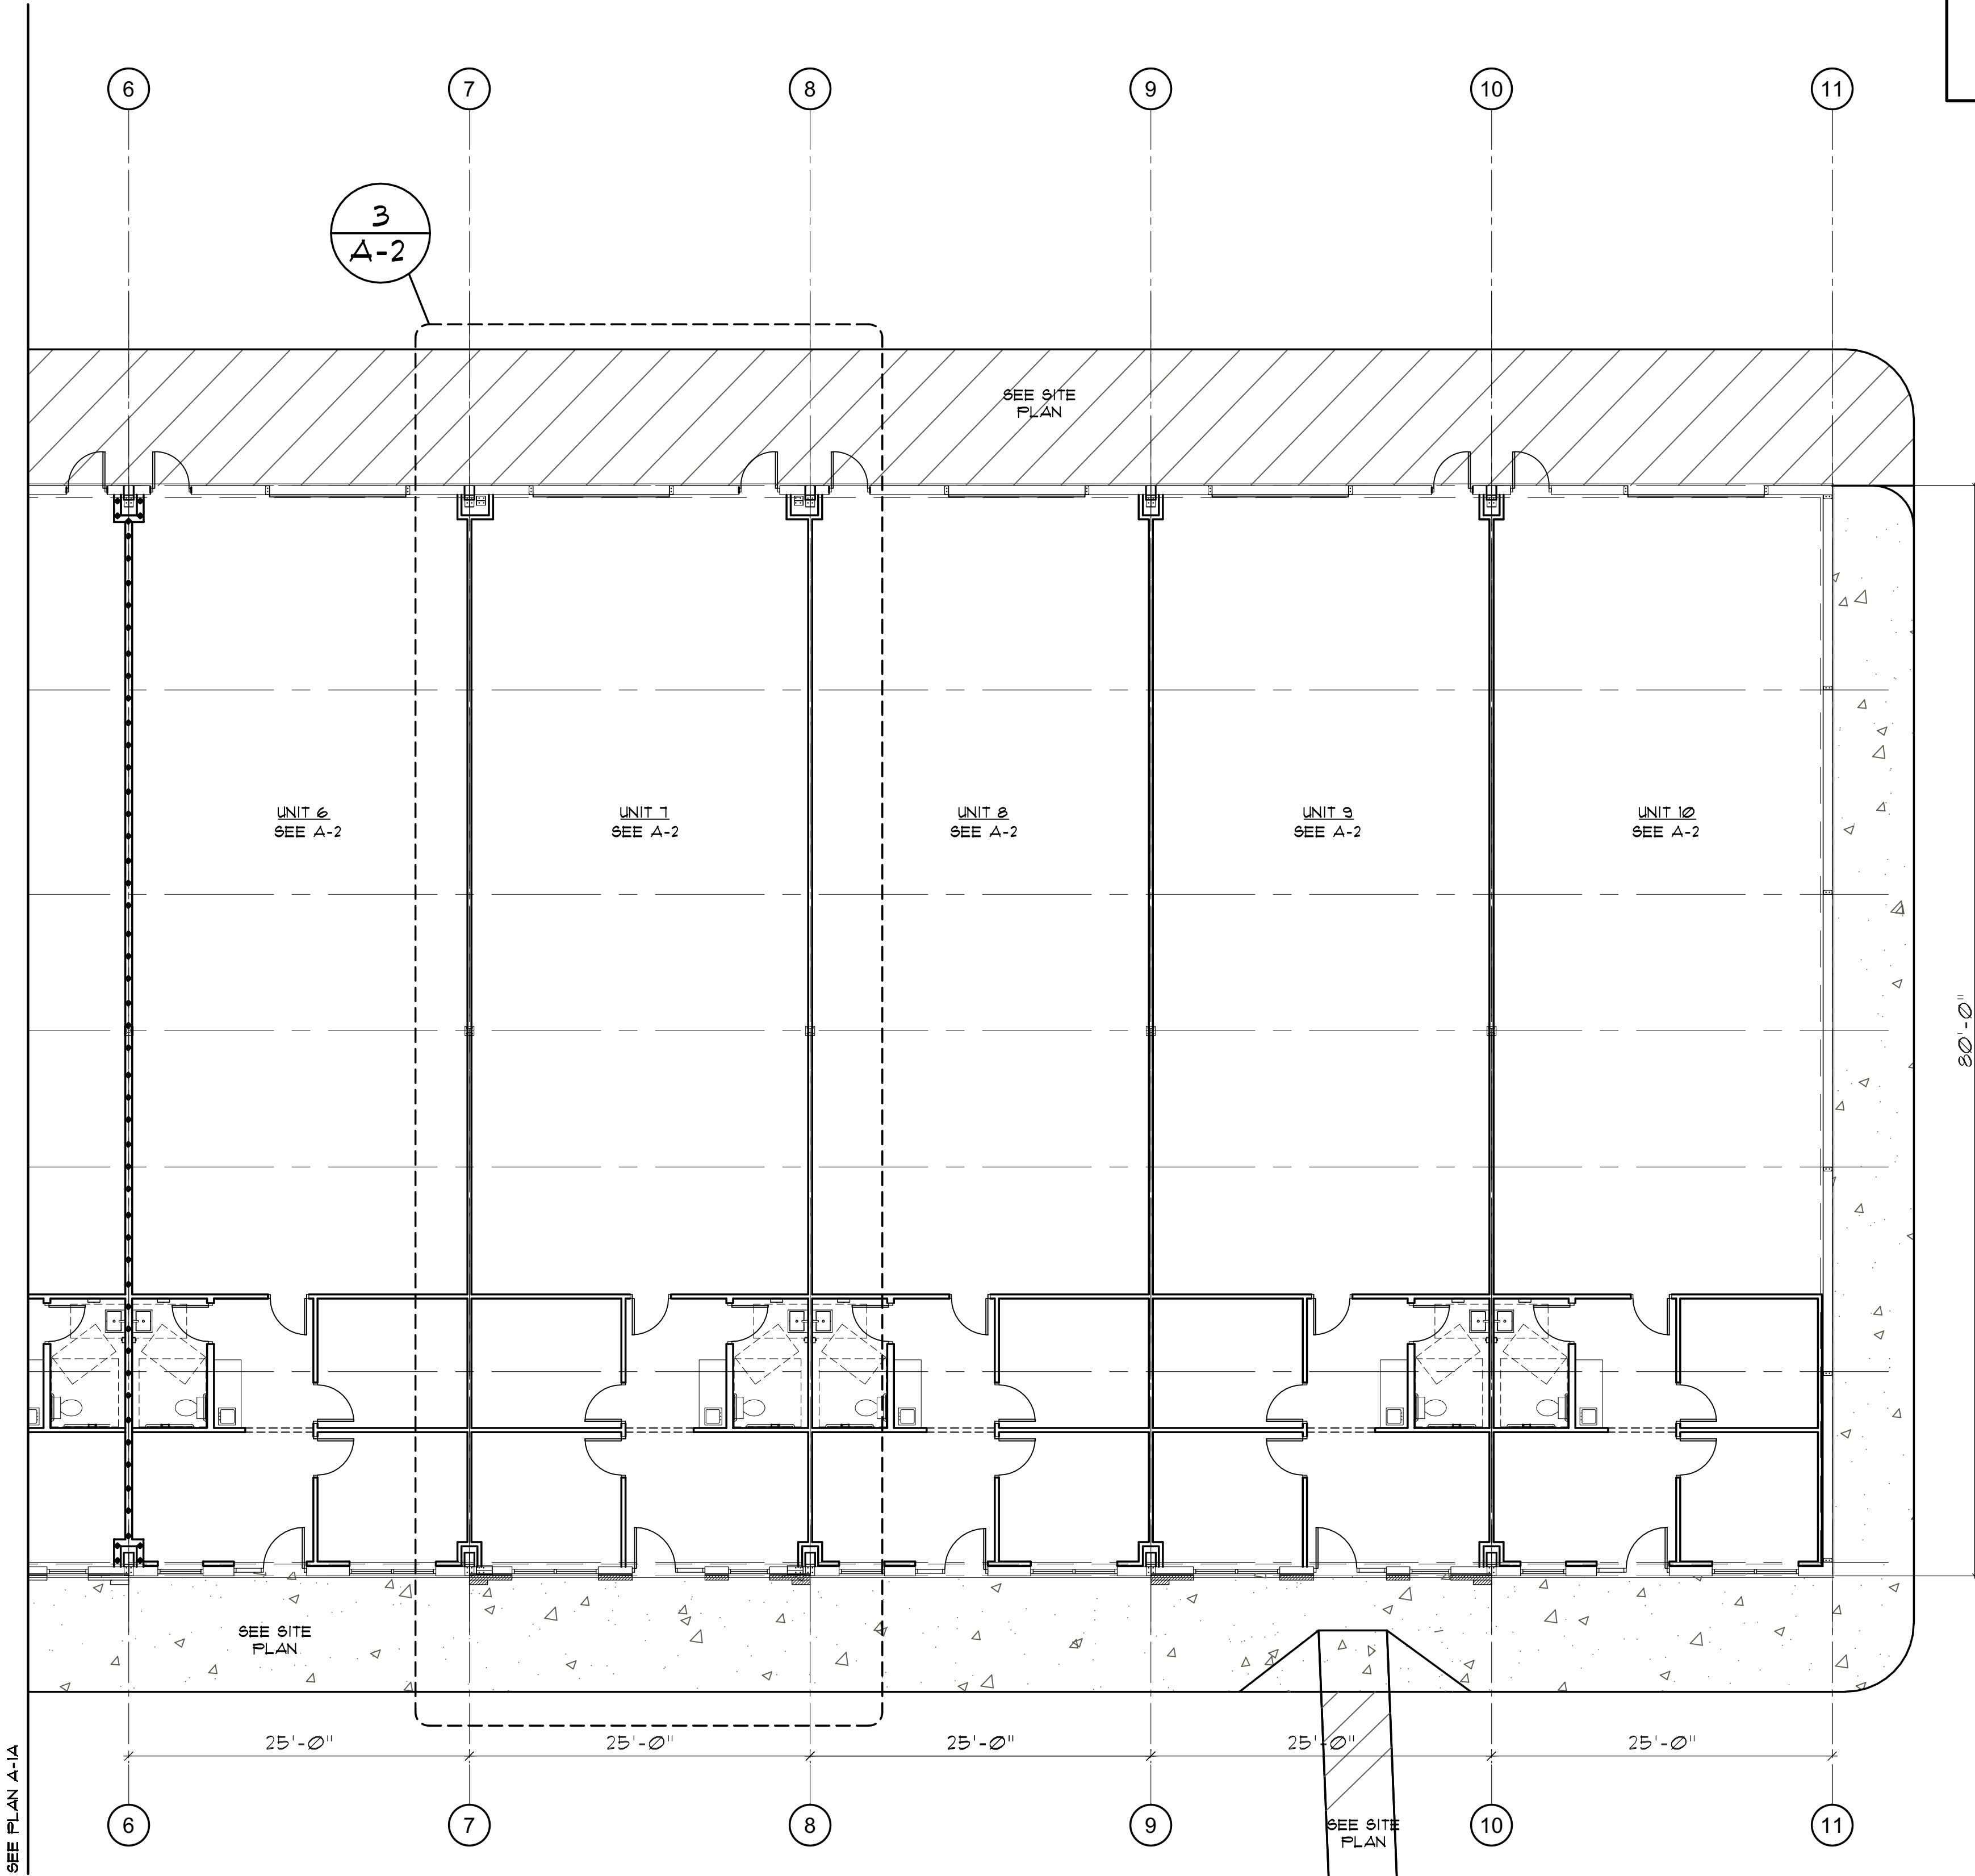 6
7
8
9
10
11
3
A-2
SEE SITE
PLAN
UNIT 6
SEE A-2
UNIT 7
SEE A-2
UNIT 8
SEE A-2
UNIT 9
SEE A-2
UNIT 10
SEE A-2
80'-0"
SEE SITE
PLAN
25'-0"
25'-0"
25'-0"
25'-0"
25'-0"
SEE PLAN A-1A
6
7
8
9
SEE SITE
PLAN
10
11